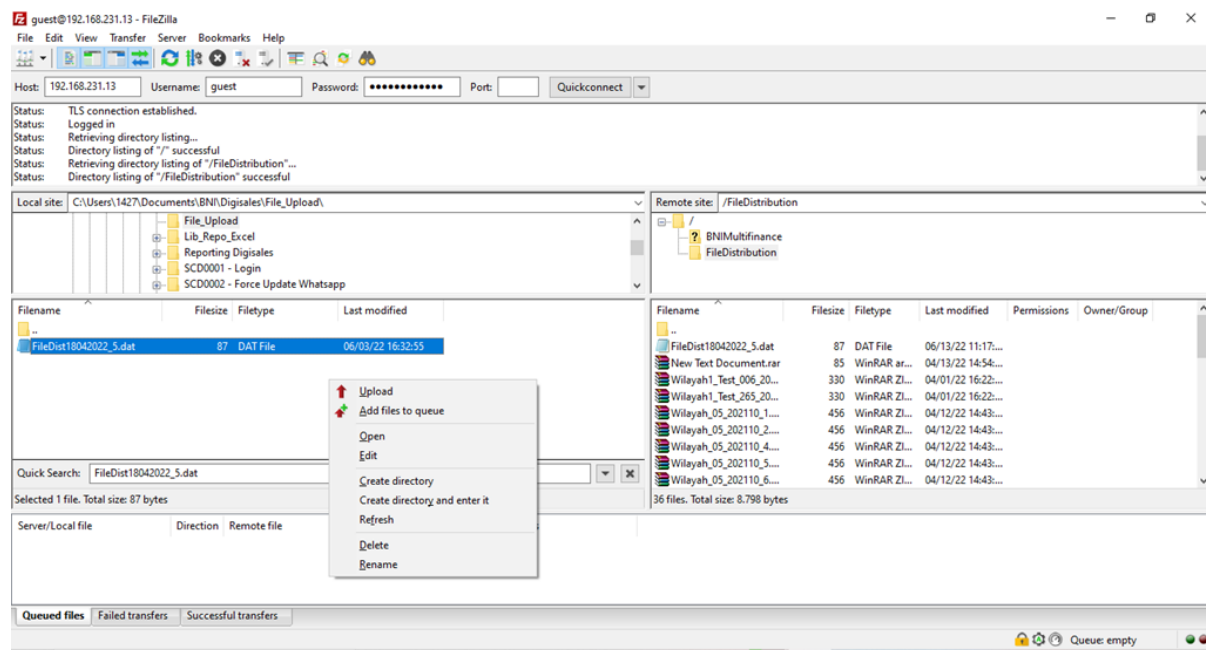 guest@192.168.231.13 - FileZilla
File Edit View Transfer Server Bookmarks Help
Host: 192.168.231.13 Username: guest Password: ●●●●●●●●●●●● Port: Quickconnect
Status: TLS connection established.
Status: Logged in
Status: Retrieving directory listing...
Status: Directory listing of "/" successful
Status: Retrieving directory listing of "/FileDistribution"...
Status: Directory listing of "/FileDistribution" successful
Local site: C:\Users\1427\Documents\BNI\Digisales\File_Upload\
File_Upload
Lib_Repo_Excel
Reporting Digisales
SCD0001 - Login
SCD0002 - Force Update Whatsapp
Remote site: /FileDistribution
/
? BNIMultifinance
FileDistribution
Filename Filesize Filetype Last modified
..
FileDist18042022_5.dat 87 DAT File 06/03/22 16:32:55
Upload
Add files to queue
Open
Edit
Create directory
Create directory and enter it
Refresh
Delete
Rename
Quick Search: FileDist18042022_5.dat
Selected 1 file. Total size: 87 bytes
Filename Filesize Filetype Last modified Permissions Owner/Group
..
FileDist18042022_5.dat 87 DAT File 06/13/22 11:17:...
New Text Document.rar 85 WinRAR ar... 04/13/22 14:54:...
Wilayah1_Test_006_20... 330 WinRAR ZI... 04/01/22 16:22:...
Wilayah1_Test_265_20... 330 WinRAR ZI... 04/01/22 16:22:...
Wilayah_05_202110_1.... 456 WinRAR ZI... 04/12/22 14:43:...
Wilayah_05_202110_2.... 456 WinRAR ZI... 04/12/22 14:43:...
Wilayah_05_202110_4.... 456 WinRAR ZI... 04/12/22 14:43:...
Wilayah_05_202110_5.... 456 WinRAR ZI... 04/12/22 14:43:...
Wilayah_05_202110_6.... 456 WinRAR ZI... 04/12/22 14:43:...
36 files. Total size: 8.798 bytes
Server/Local file Direction Remote file
Queued files Failed transfers Successful transfers
Queue: empty